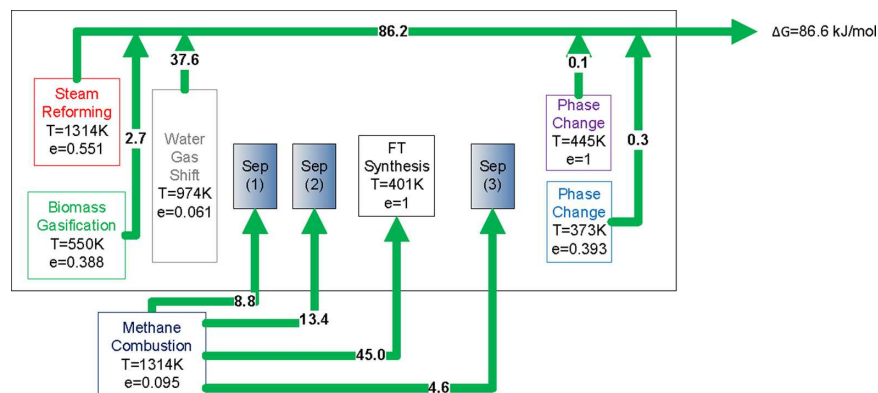 86.2
ΔG=86.6 kJ/mol
37.6
0.1
Steam
Reforming
T=1314K
e=0.551
2.7
Water
Gas
Shift
T=974K
e=0.061
Sep
(1)
Sep
(2)
FT
Synthesis
T=401K
e=1
Sep
(3)
Phase
Change
T=445K
e=1
0.3
Biomass
Gasification
T=550K
e=0.388
Phase
Change
T=373K
e=0.393
8.8
13.4
Methane
Combustion
T=1314K
e=0.095
45.0
4.6